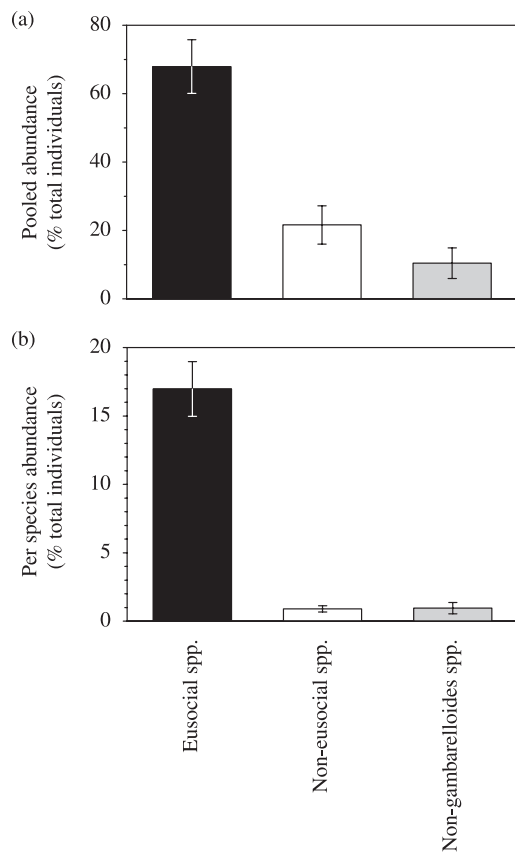 (a)
Pooled abundance
(% total individuals)
80
60
40
20
0
(b)
Per species abundance
(% total individuals)
20
15
10
5
0
Eusocial spp.
Non-eusocial spp.
Non-gambarelloides spp.